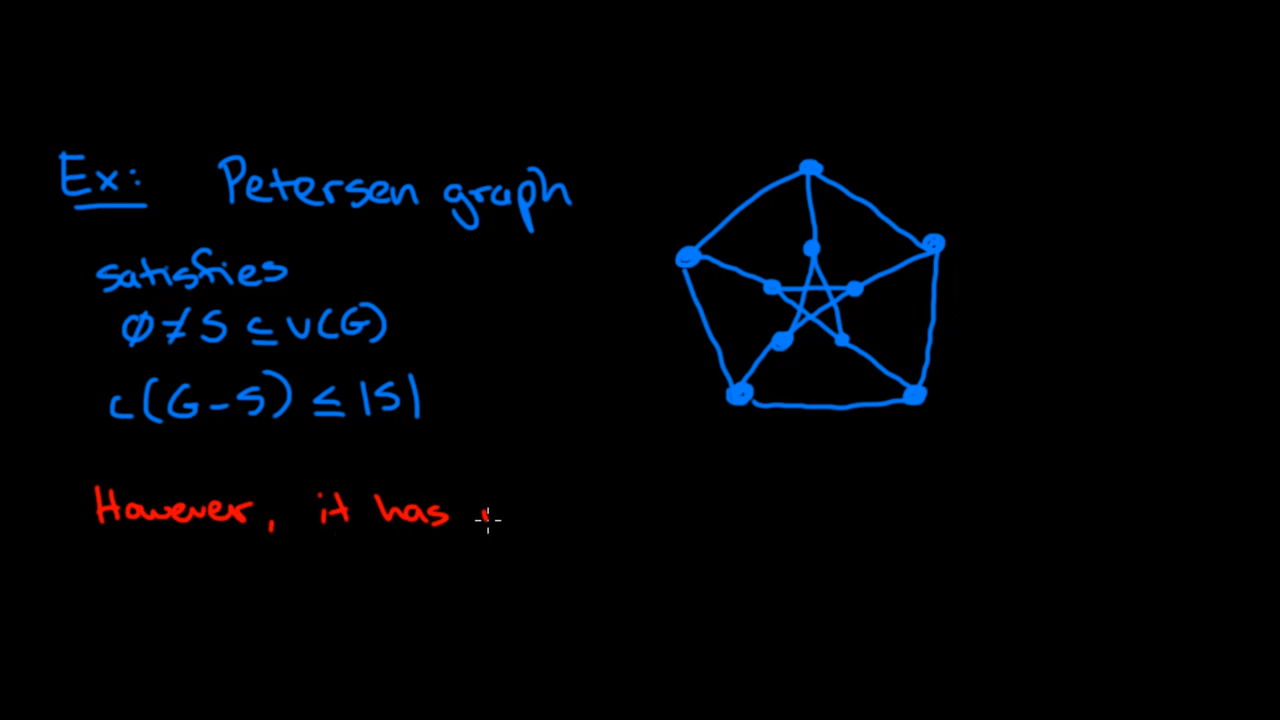 Ex: Petersen graph
satisfies
∅ ≠ S ⊆ V(G)
c(G-S) ≤ |S|
However, it has